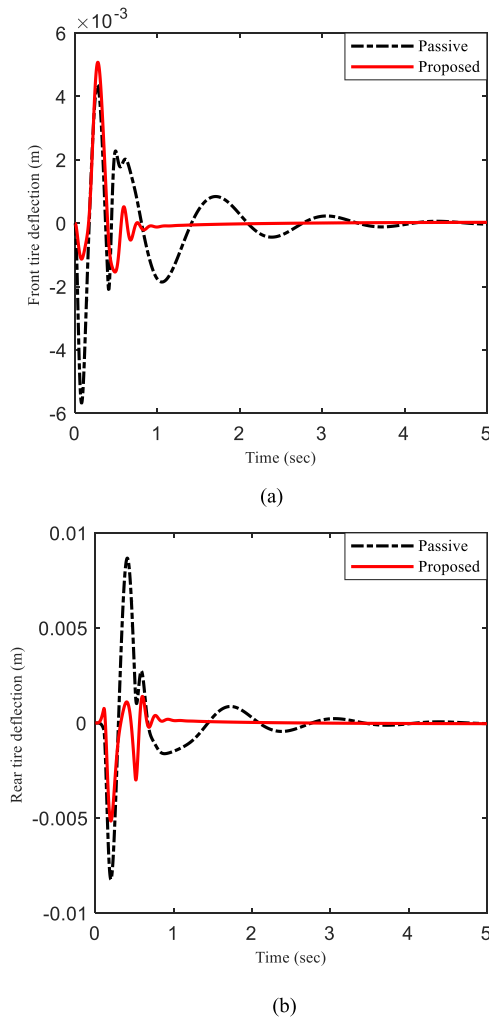 ×10⁻³
6
4
2
0
-2
-4
-6
Front tire deflection (m)
Passive
Proposed
0 1 2 3 4 5
Time (sec)
(a)
0.01
0.005
0
-0.005
-0.01
Rear tire deflection (m)
Passive
Proposed
0 1 2 3 4 5
Time (sec)
(b)